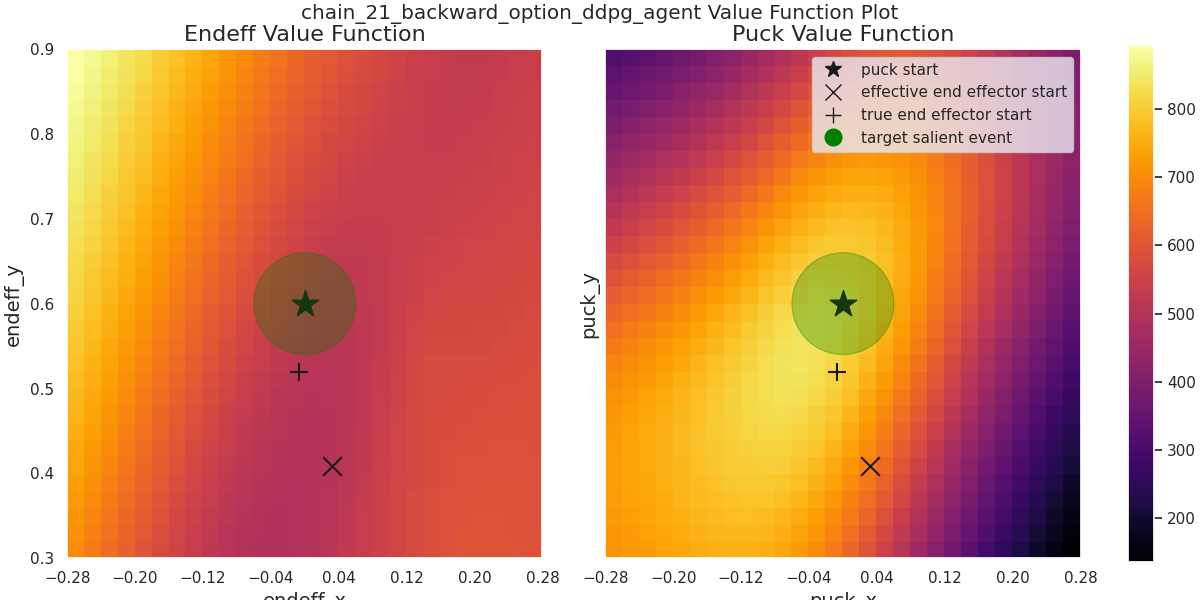 chain_21_backward_option_ddpg_agent Value Function Plot
Endeff Value Function
Puck Value Function
puck start
effective end effector start
true end effector start
target salient event
endeff_y
0.9
0.8
0.7
0.6
0.5
0.4
0.3
−0.28 −0.20 −0.12 −0.04 0.04 0.12 0.20 0.28
endeff_x
puck_y
−0.28 −0.20 −0.12 −0.04 0.04 0.12 0.20 0.28
puck_x
800
700
600
500
400
300
200